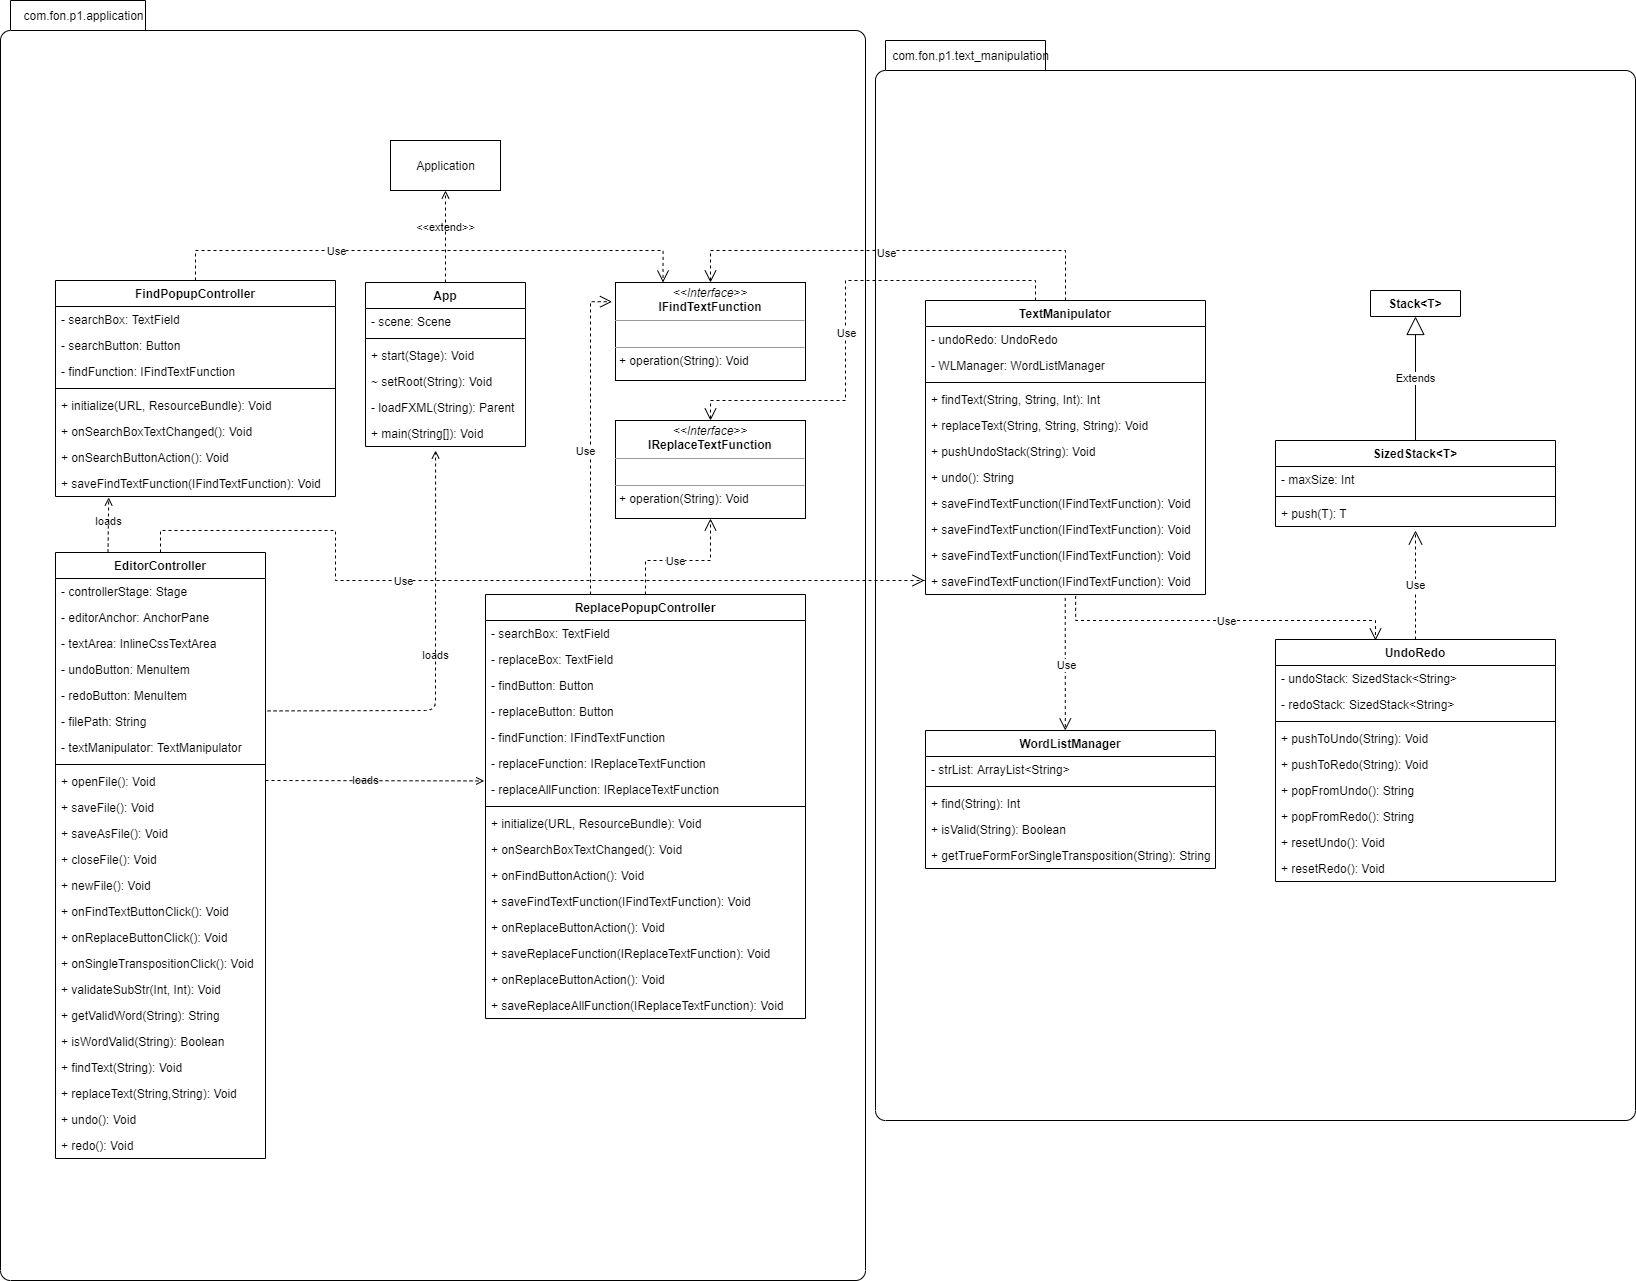 com.fon.p1.application
com.fon.p1.text_manipulation
Application
<<extend>>
Use
Use
FindPopupController
- searchBox: TextField
- searchButton: Button
- findFunction: IFindTextFunction
+ initialize(URL, ResourceBundle): Void
+ onSearchBoxTextChanged(): Void
+ onSearchButtonAction(): Void
+ saveFindTextFunction(IFindTextFunction): Void
App
- scene: Scene
+ start(Stage): Void
~ setRoot(String): Void
- loadFXML(String): Parent
+ main(String[]): Void
<<Interface>>
IFindTextFunction
+ operation(String): Void
Use
<<Interface>>
IReplaceTextFunction
+ operation(String): Void
Use
Use
TextManipulator
- undoRedo: UndoRedo
- WLManager: WordListManager
+ findText(String, String, Int): Int
+ replaceText(String, String, String): Void
+ pushUndoStack(String): Void
+ undo(): String
+ saveFindTextFunction(IFindTextFunction): Void
+ saveFindTextFunction(IFindTextFunction): Void
+ saveFindTextFunction(IFindTextFunction): Void
+ saveFindTextFunction(IFindTextFunction): Void
Stack<T>
Extends
SizedStack<T>
- maxSize: Int
+ push(T): T
Use
loads
Use
EditorController
- controllerStage: Stage
- editorAnchor: AnchorPane
- textArea: InlineCssTextArea
- undoButton: MenuItem
- redoButton: MenuItem
- filePath: String
- textManipulator: TextManipulator
+ openFile(): Void
+ saveFile(): Void
+ saveAsFile(): Void
+ closeFile(): Void
+ newFile(): Void
+ onFindTextButtonClick(): Void
+ onReplaceButtonClick(): Void
+ onSingleTranspositionClick(): Void
+ validateSubStr(Int, Int): Void
+ getValidWord(String): String
+ isWordValid(String): Boolean
+ findText(String): Void
+ replaceText(String,String): Void
+ undo(): Void
+ redo(): Void
loads
loads
ReplacePopupController
- searchBox: TextField
- replaceBox: TextField
- findButton: Button
- replaceButton: Button
- findFunction: IFindTextFunction
- replaceFunction: IReplaceTextFunction
- replaceAllFunction: IReplaceTextFunction
+ initialize(URL, ResourceBundle): Void
+ onSearchBoxTextChanged(): Void
+ onFindButtonAction(): Void
+ saveFindTextFunction(IFindTextFunction): Void
+ onReplaceButtonAction(): Void
+ saveReplaceFunction(IReplaceTextFunction): Void
+ onReplaceButtonAction(): Void
+ saveReplaceAllFunction(IReplaceTextFunction): Void
Use
Use
WordListManager
- strList: ArrayList<String>
+ find(String): Int
+ isValid(String): Boolean
+ getTrueFormForSingleTransposition(String): String
UndoRedo
- undoStack: SizedStack<String>
- redoStack: SizedStack<String>
+ pushToUndo(String): Void
+ pushToRedo(String): Void
+ popFromUndo(): String
+ popFromRedo(): String
+ resetUndo(): Void
+ resetRedo(): Void